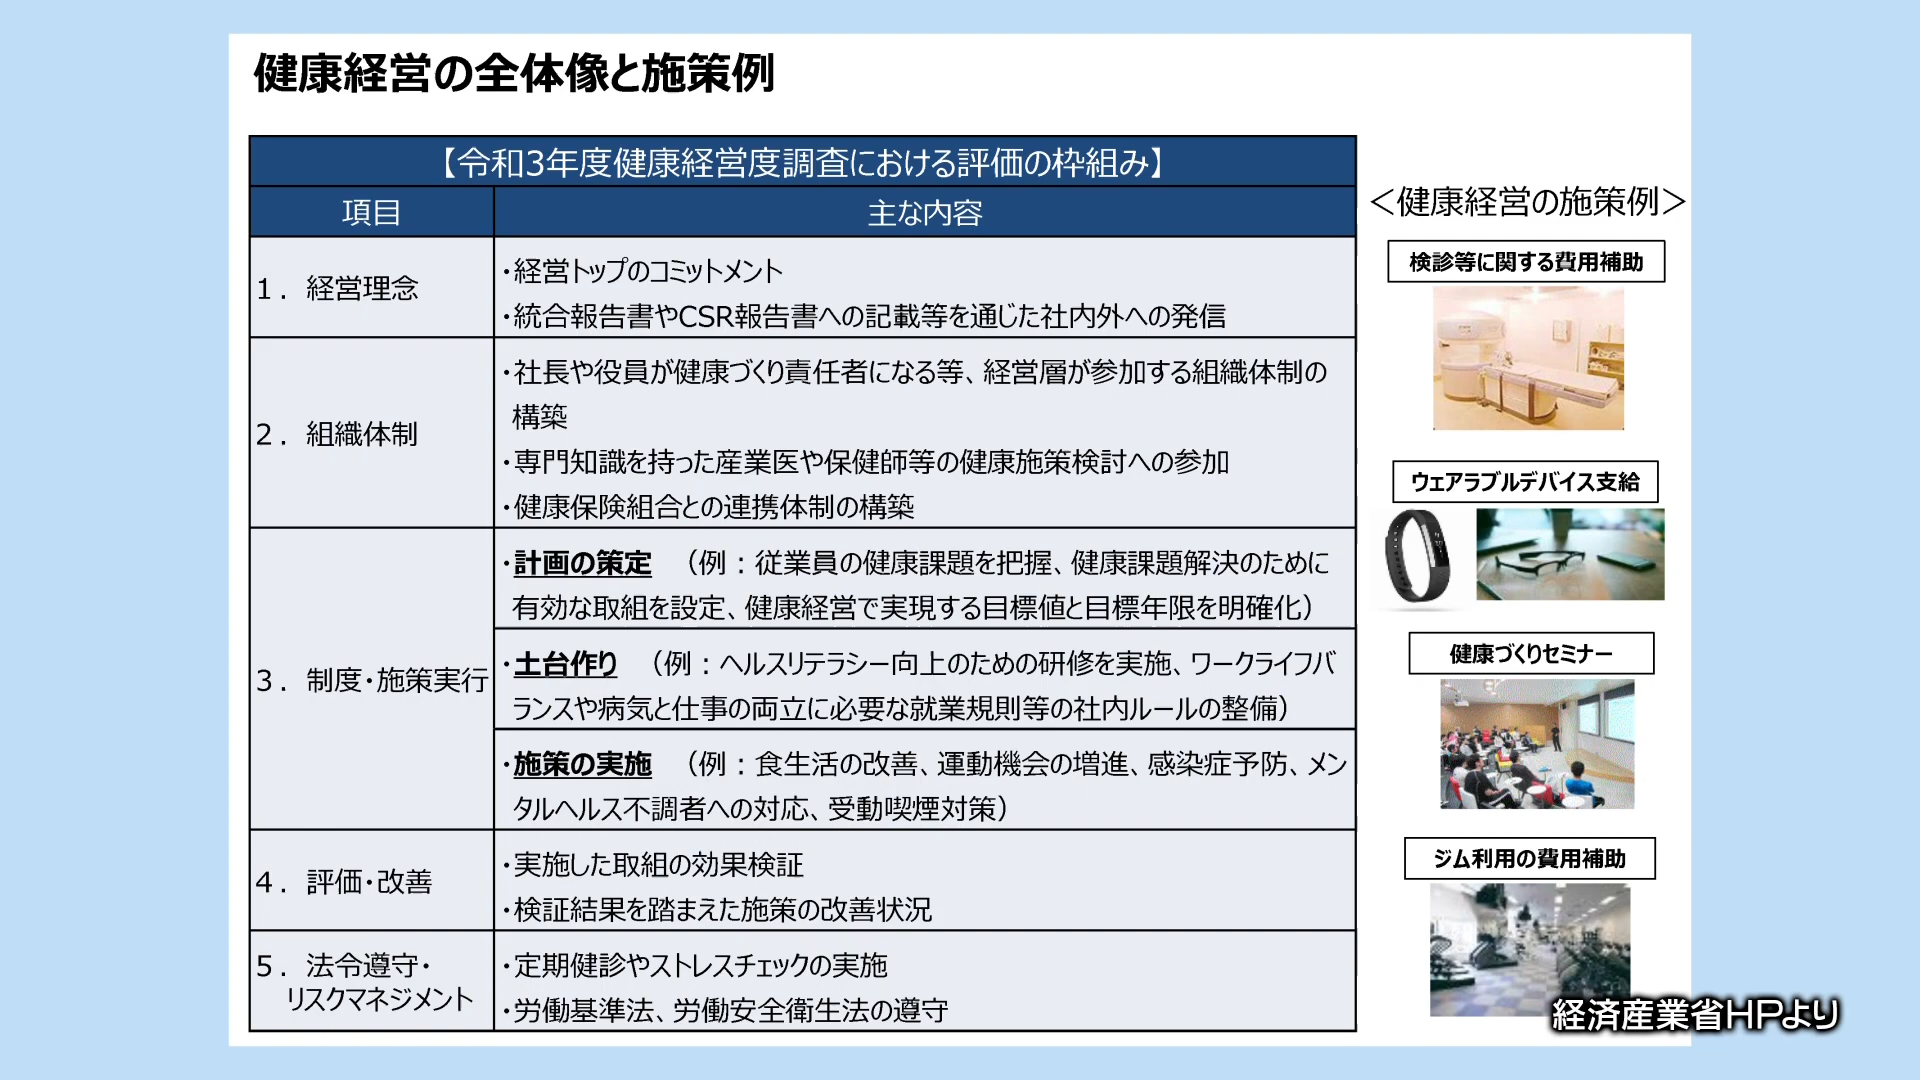 健康経営の全体像と施策例
【令和3年度健康経営度調査における評価の枠組み】
項目
主な内容
1．経営理念
・経営トップのコミットメント
・統合報告書やCSR報告書への記載等を通じた社内外への発信
2．組織体制
・社長や役員が健康づくり責任者になる等、経営層が参加する組織体制の
構築
・専門知識を持った産業医や保健師等の健康施策検討への参加
・健康保険組合との連携体制の構築
3．制度・施策実行
・計画の策定　（例：従業員の健康課題を把握、健康課題解決のために
有効な取組を設定、健康経営で実現する目標値と目標年限を明確化）
・土台作り　（例：ヘルスリテラシー向上のための研修を実施、ワークライフバ
ランスや病気と仕事の両立に必要な就業規則等の社内ルールの整備）
・施策の実施　（例：食生活の改善、運動機会の増進、感染症予防、メン
タルヘルス不調者への対応、受動喫煙対策）
4．評価・改善
・実施した取組の効果検証
・検証結果を踏まえた施策の改善状況
5．法令遵守・
リスクマネジメント
・定期健診やストレスチェックの実施
・労働基準法、労働安全衛生法の遵守
＜健康経営の施策例＞
検診等に関する費用補助
ウェアラブルデバイス支給
健康づくりセミナー
ジム利用の費用補助
経済産業省HPより